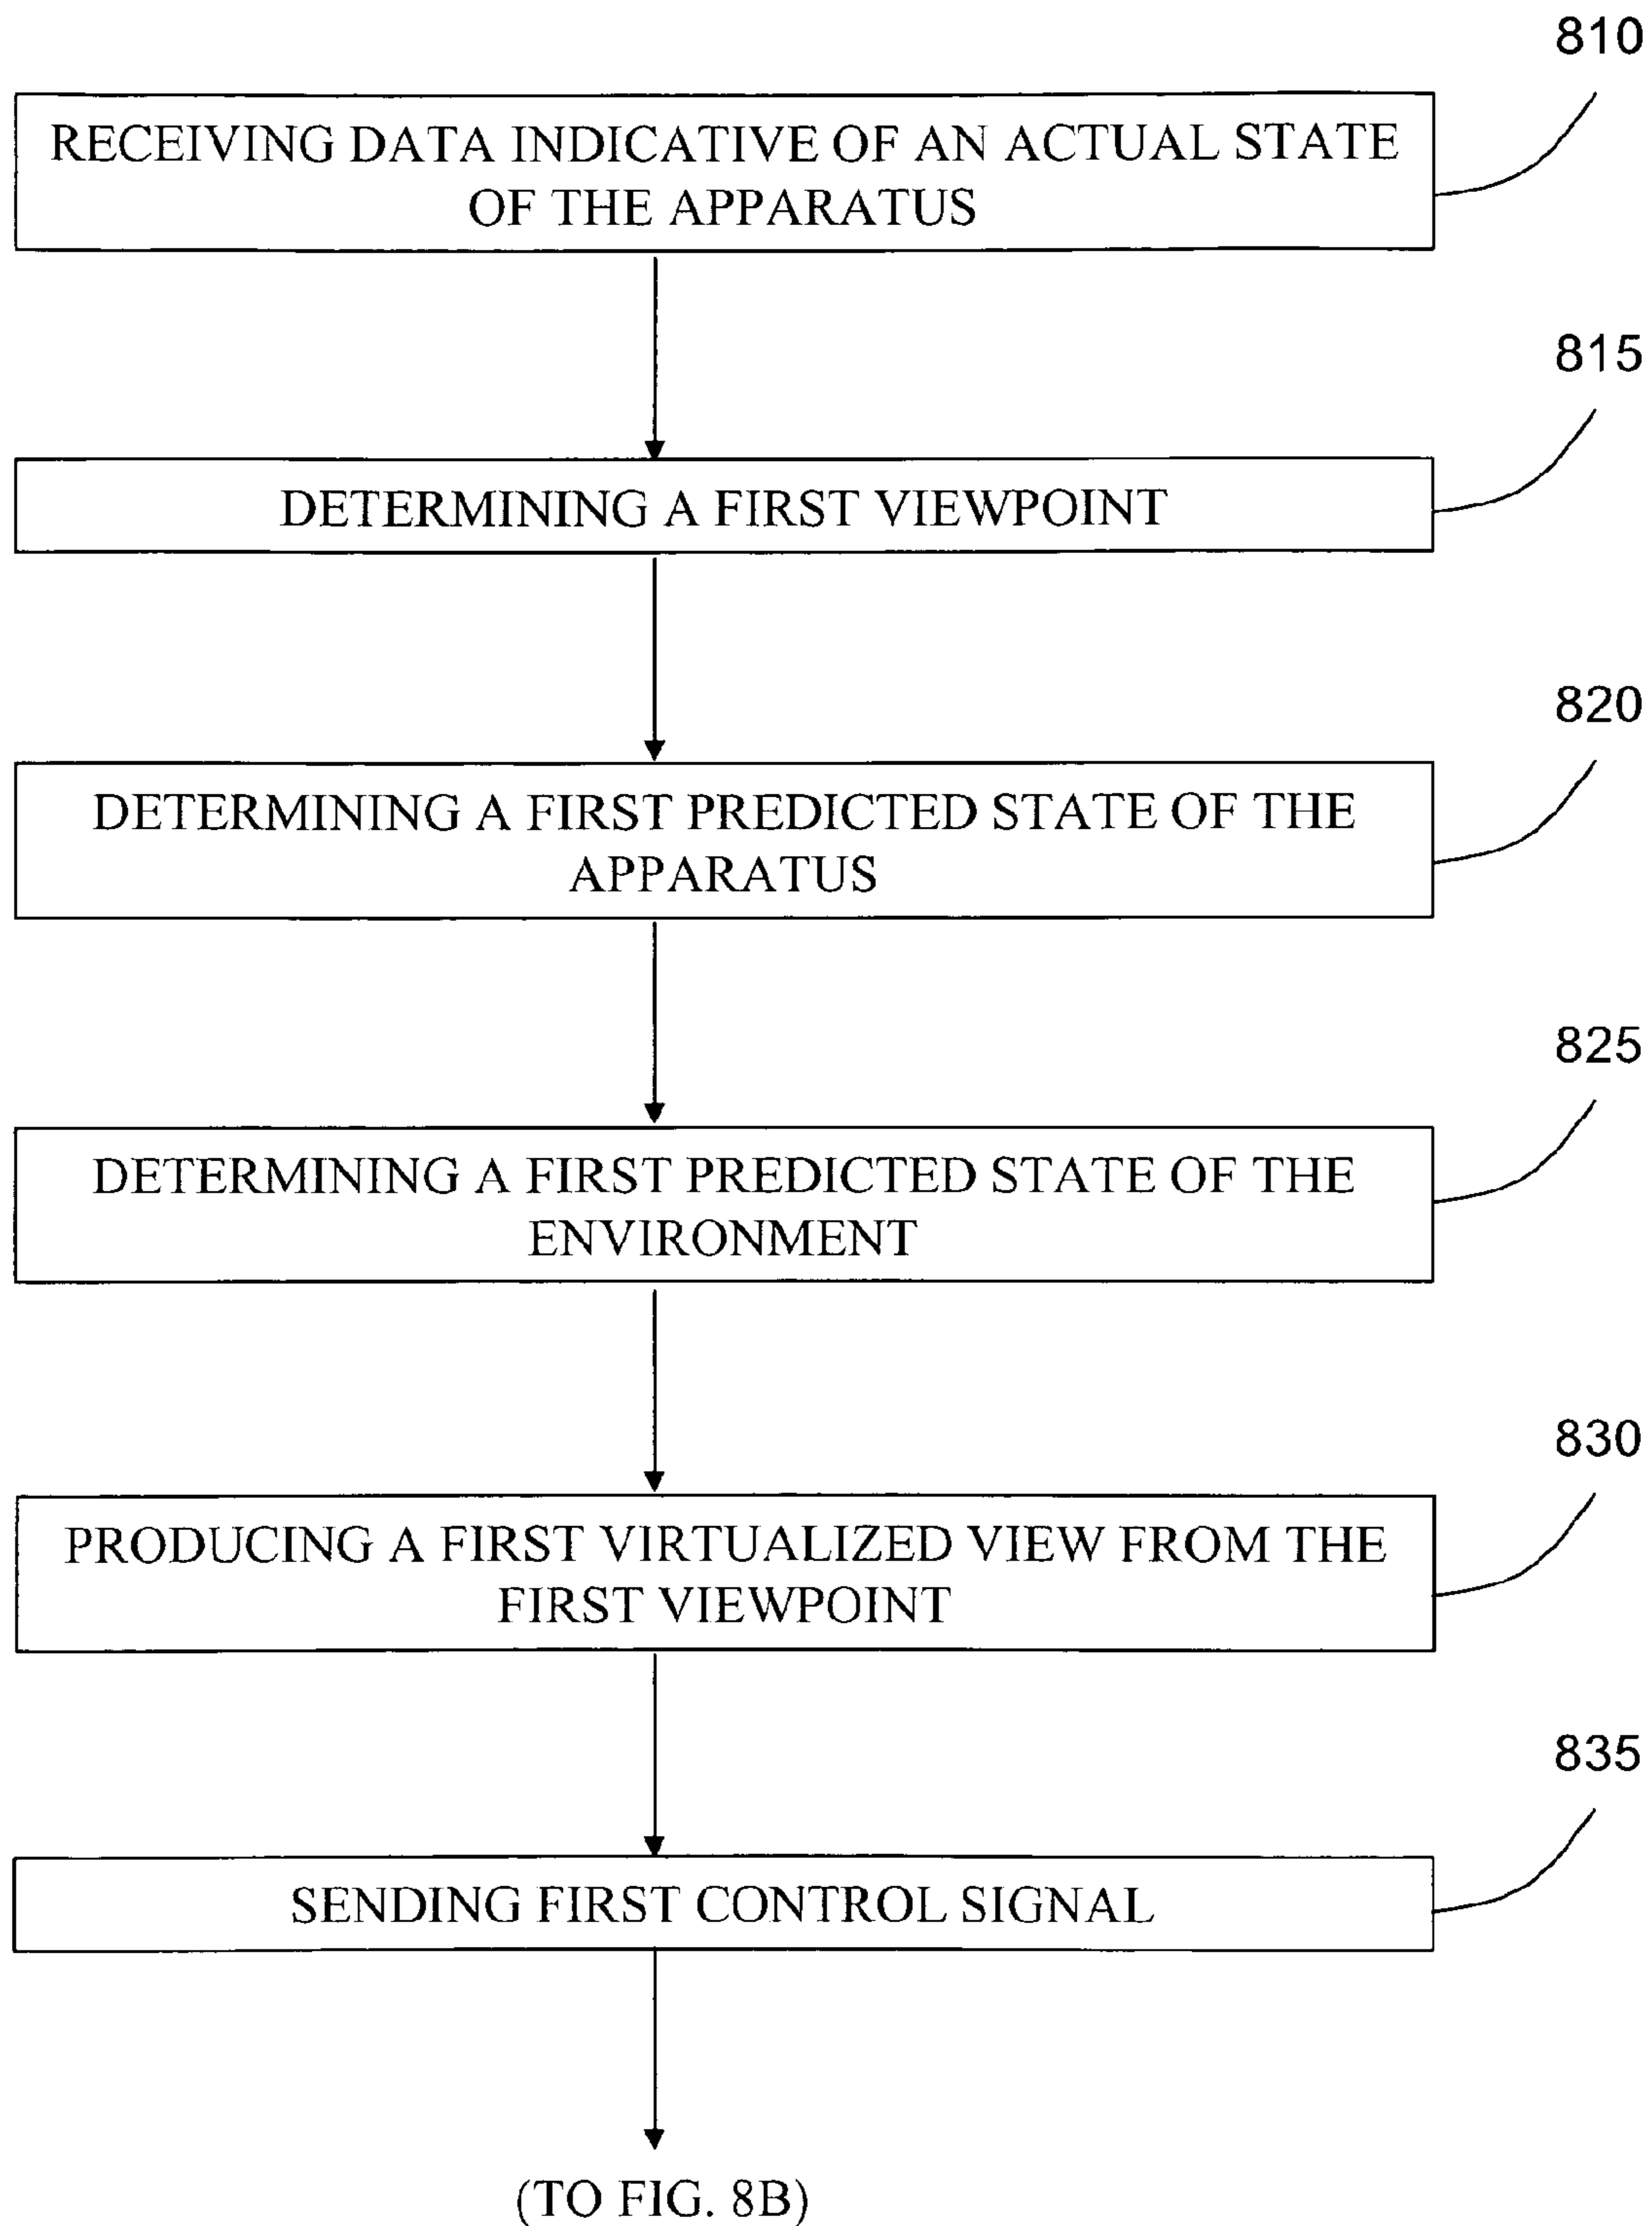 810
RECEIVING DATA INDICATIVE OF AN ACTUAL STATE
OF THE APPARATUS
815
DETERMINING A FIRST VIEWPOINT
820
DETERMINING A FIRST PREDICTED STATE OF THE
APPARATUS
825
DETERMINING A FIRST PREDICTED STATE OF THE
ENVIRONMENT
830
PRODUCING A FIRST VIRTUALIZED VIEW FROM THE
FIRST VIEWPOINT
835
SENDING FIRST CONTROL SIGNAL
(TO FIG. 8B)